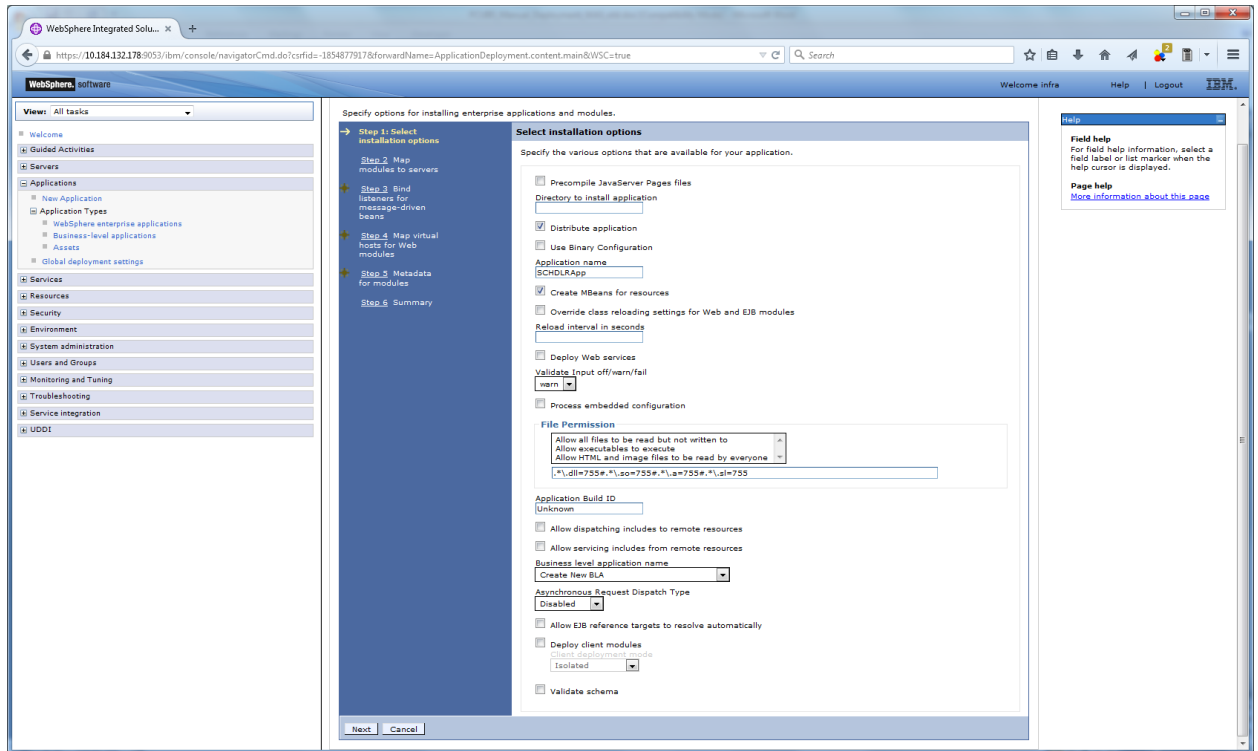 WebSphere Integrated Solu...
https://10.184.132.178:9053/ibm/console/navigatorCmd.do?csrfid=-1854877917&forwardName=ApplicationDeployment.content.main&WSC=true
Search
2
WebSphere. software
Welcome infra
Help | Logout
IBM.
View: All tasks
Welcome
Guided Activities
Servers
Applications
New Application
Application Types
WebSphere enterprise applications
Business-level applications
Assets
Global deployment settings
Services
Resources
Security
Environment
System administration
Users and Groups
Monitoring and Tuning
Troubleshooting
Service integration
UDDI
Specify options for installing enterprise applications and modules.
Step 1: Select
installation options
Step 2 Map
modules to servers
Step 3 Bind
listeners for
message-driven
beans
Step 4 Map virtual
hosts for Web
modules
Step 5 Metadata
for modules
Step 6 Summary
Select installation options
Specify the various options that are available for your application.
Precompile JavaServer Pages files
Directory to install application
Distribute application
Use Binary Configuration
Application name
SCHDLRApp
Create MBeans for resources
Override class reloading settings for Web and EJB modules
Reload interval in seconds
Deploy Web services
Validate Input off/warn/fail
warn
Process embedded configuration
File Permission
Allow all files to be read but not written to
Allow executables to execute
Allow HTML and image files to be read by everyone
.*\.dll=755#.*\.so=755#.*\.a=755#.*\.sl=755
Application Build ID
Unknown
Allow dispatching includes to remote resources
Allow servicing includes from remote resources
Business level application name
Create New BLA
Asynchronous Request Dispatch Type
Disabled
Allow EJB reference targets to resolve automatically
Deploy client modules
Client deployment mode
Isolated
Validate schema
Next Cancel
Help
Field help
For field help information, select a
field label or list marker when the
help cursor is displayed.
Page help
More information about this page